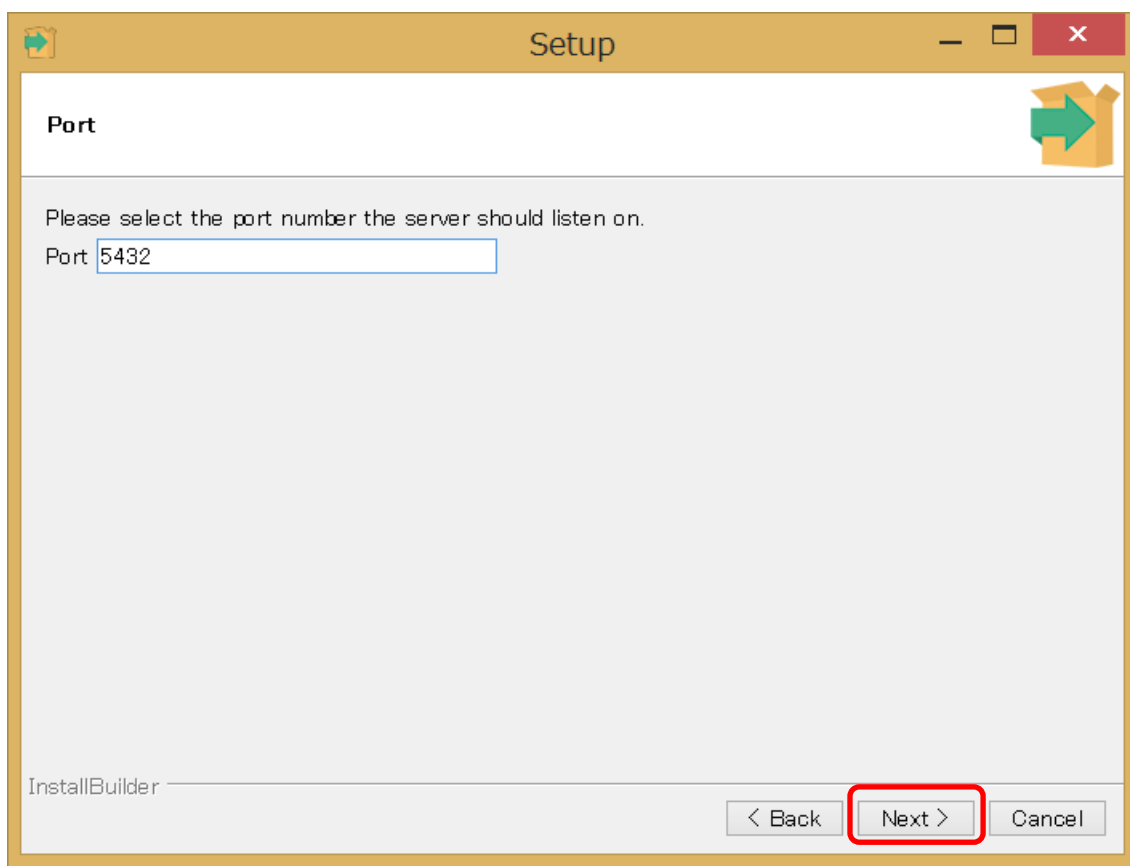 Setup
Port
Please select the port number the server should listen on.
Port 5432
InstallBuilder
< Back Next > Cancel